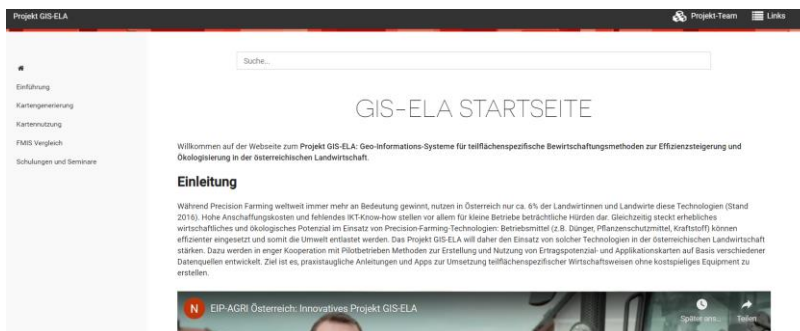 Projekt GIS-ELA
Projekt-Team
Links
Suche...
Einführung
Kartengenerierung
Kartennutzung
FMIS Vergleich
Schulungen und Seminare
GIS-ELA STARTSEITE
Willkommen auf der Webseite zum Projekt GIS-ELA: Geo-Informations-Systeme für teilflächenspezifische Bewirtschaftungsmethoden zur Effizienzsteigerung und
Ökologisierung in der österreichischen Landwirtschaft.
Einleitung
Während Precision Farming weltweit immer mehr an Bedeutung gewinnt, nutzen in Österreich nur ca. 6% der Landwirtinnen und Landwirte diese Technologien (Stand
2016). Hohe Anschaffungskosten und fehlendes IKT-Know-how stellen vor allem für kleine Betriebe beträchtliche Hürden dar. Gleichzeitig steckt erhebliches
wirtschaftliches und ökologisches Potenzial im Einsatz von Precision-Farming-Technologien: Betriebsmittel (z.B. Dünger, Pflanzenschutzmittel, Kraftstoff) können
effizienter eingesetzt und somit die Umwelt entlastet werden. Das Projekt GIS-ELA will daher den Einsatz von solcher Technologien in der österreichischen Landwirtschaft
stärken. Dazu werden in enger Kooperation mit Pilotbetrieben Methoden zur Erstellung und Nutzung von Ertragspotenzial- und Applikationskarten auf Basis verschiedener
Datenquellen entwickelt. Ziel ist es, praxistaugliche Anleitungen und Apps zur Umsetzung teilflächenspezifischer Wirtschaftsweisen ohne kostspieliges Equipment zu
erstellen.
N
EIP-AGRI Österreich: Innovatives Projekt GIS-ELA
Später ans...
Teilen